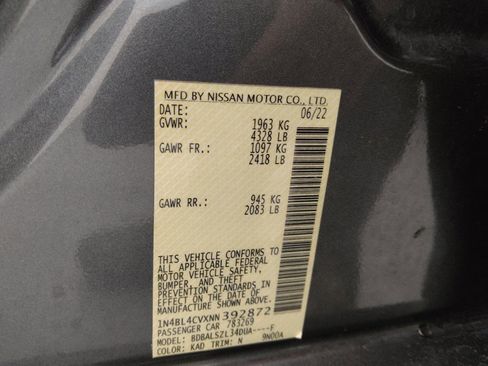 MFD BY NISSAN MOTOR CO., LTD.
DATE: 06/22
GVWR: 1963 KG
4328 LB
GAWR FR.: 1097 KG
2418 LB
GAWR RR.: 945 KG
2083 LB
THIS VEHICLE CONFORMS TO
ALL APPLICABLE FEDERAL
MOTOR VEHICLE SAFETY,
BUMPER, AND THEFT
PREVENTION STANDARDS IN
EFFECT ON THE DATE OF
MANUFACTURE SHOWN ABOVE.
1N4BL4CVXNN392872
PASSENGER CAR 783269
MODEL: BDBALSZL34DUA----F
COLOR: KAD TRIM: N 9N00A